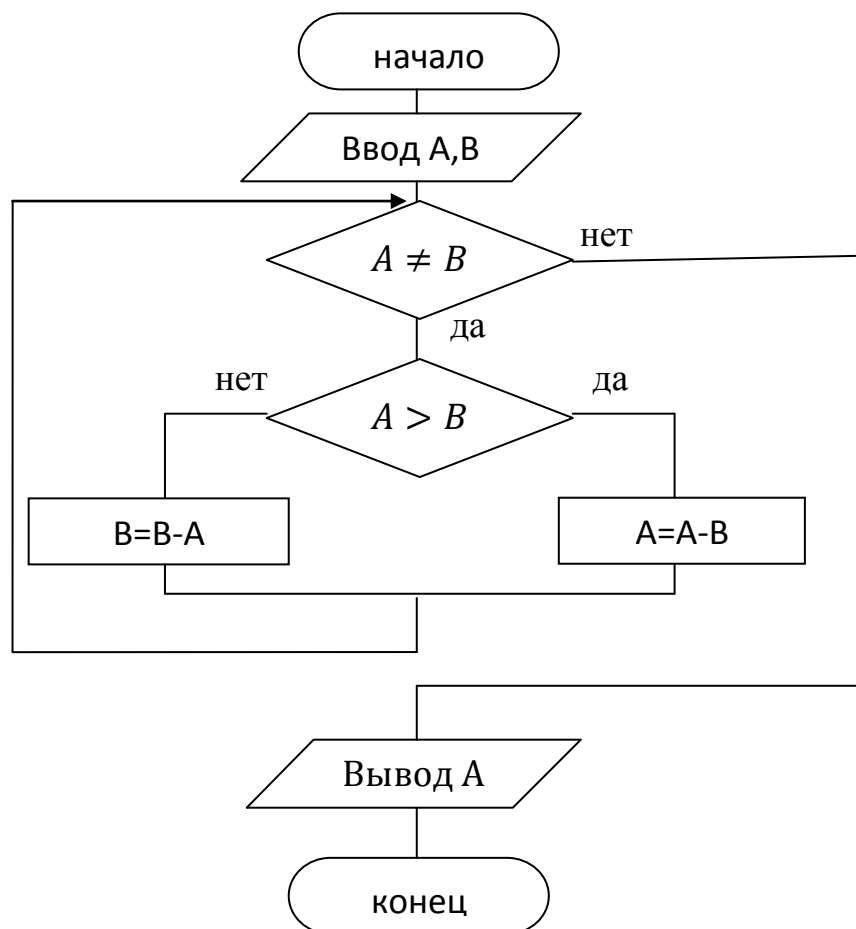 начало
Ввод А,В
A ≠ B
нет
да
нет
A > B
да
В=В-А
А=А-В
Вывод А
конец